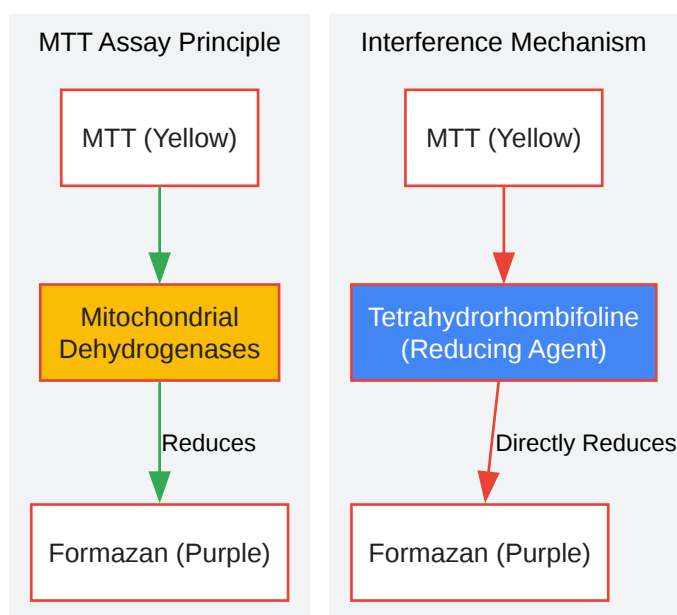 MTT Assay Principle
MTT (Yellow)
Mitochondrial
Dehydrogenases
Reduces
Formazan (Purple)
Interference Mechanism
MTT (Yellow)
Tetrahydrorhombifoline
(Reducing Agent)
Directly Reduces
Formazan (Purple)